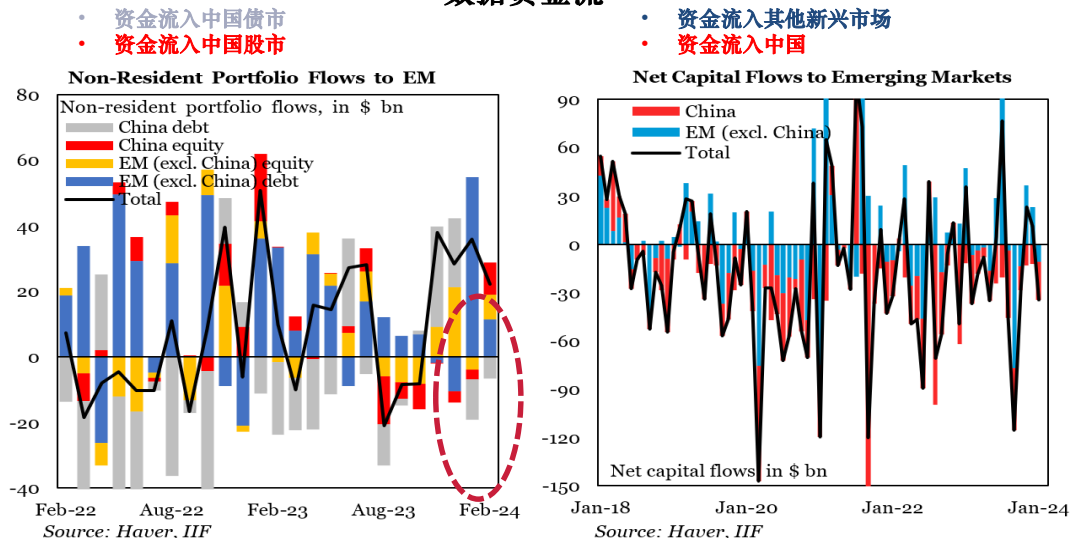 • 资金流入中国债市
• 资金流入中国股市
• 资金流入其他新兴市场
• 资金流入中国
Non-Resident Portfolio Flows to EM
80
60
40
20
0
-20
-40
Non-resident portfolio flows, in $ bn
China debt
China equity
EM (excl. China) equity
EM (excl. China) debt
Total
Feb-22 Aug-22 Feb-23 Aug-23 Feb-24
Source: Haver, IIF
Net Capital Flows to Emerging Markets
90
60
30
0
-30
-60
-90
-120
-150
China
EM (excl. China)
Total
Net capital flows, in $ bn
Jan-18 Jan-20 Jan-22 Jan-24
Source: Haver, IIF